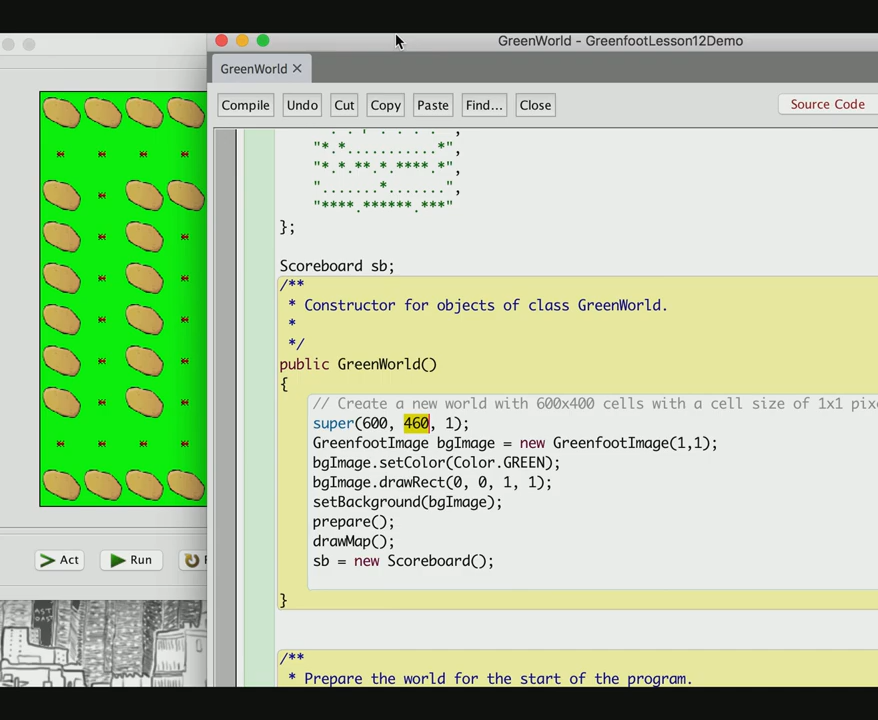 GreenWorld - GreenfootLesson12Demo
GreenWorld ✕
Compile Undo Cut Copy Paste Find... Close Source Code
"*.*...........*",
"*.*.**.*.****.*",
".......*.......",
"****.******.***"
};
Scoreboard sb;
/**
* Constructor for objects of class GreenWorld.
*
*/
public GreenWorld()
{
// Create a new world with 600x400 cells with a cell size of 1x1 pix
super(600, 460, 1);
GreenfootImage bgImage = new GreenfootImage(1,1);
bgImage.setColor(Color.GREEN);
bgImage.drawRect(0, 0, 1, 1);
setBackground(bgImage);
prepare();
drawMap();
sb = new Scoreboard();
}
/**
* Prepare the world for the start of the program.
Act Run